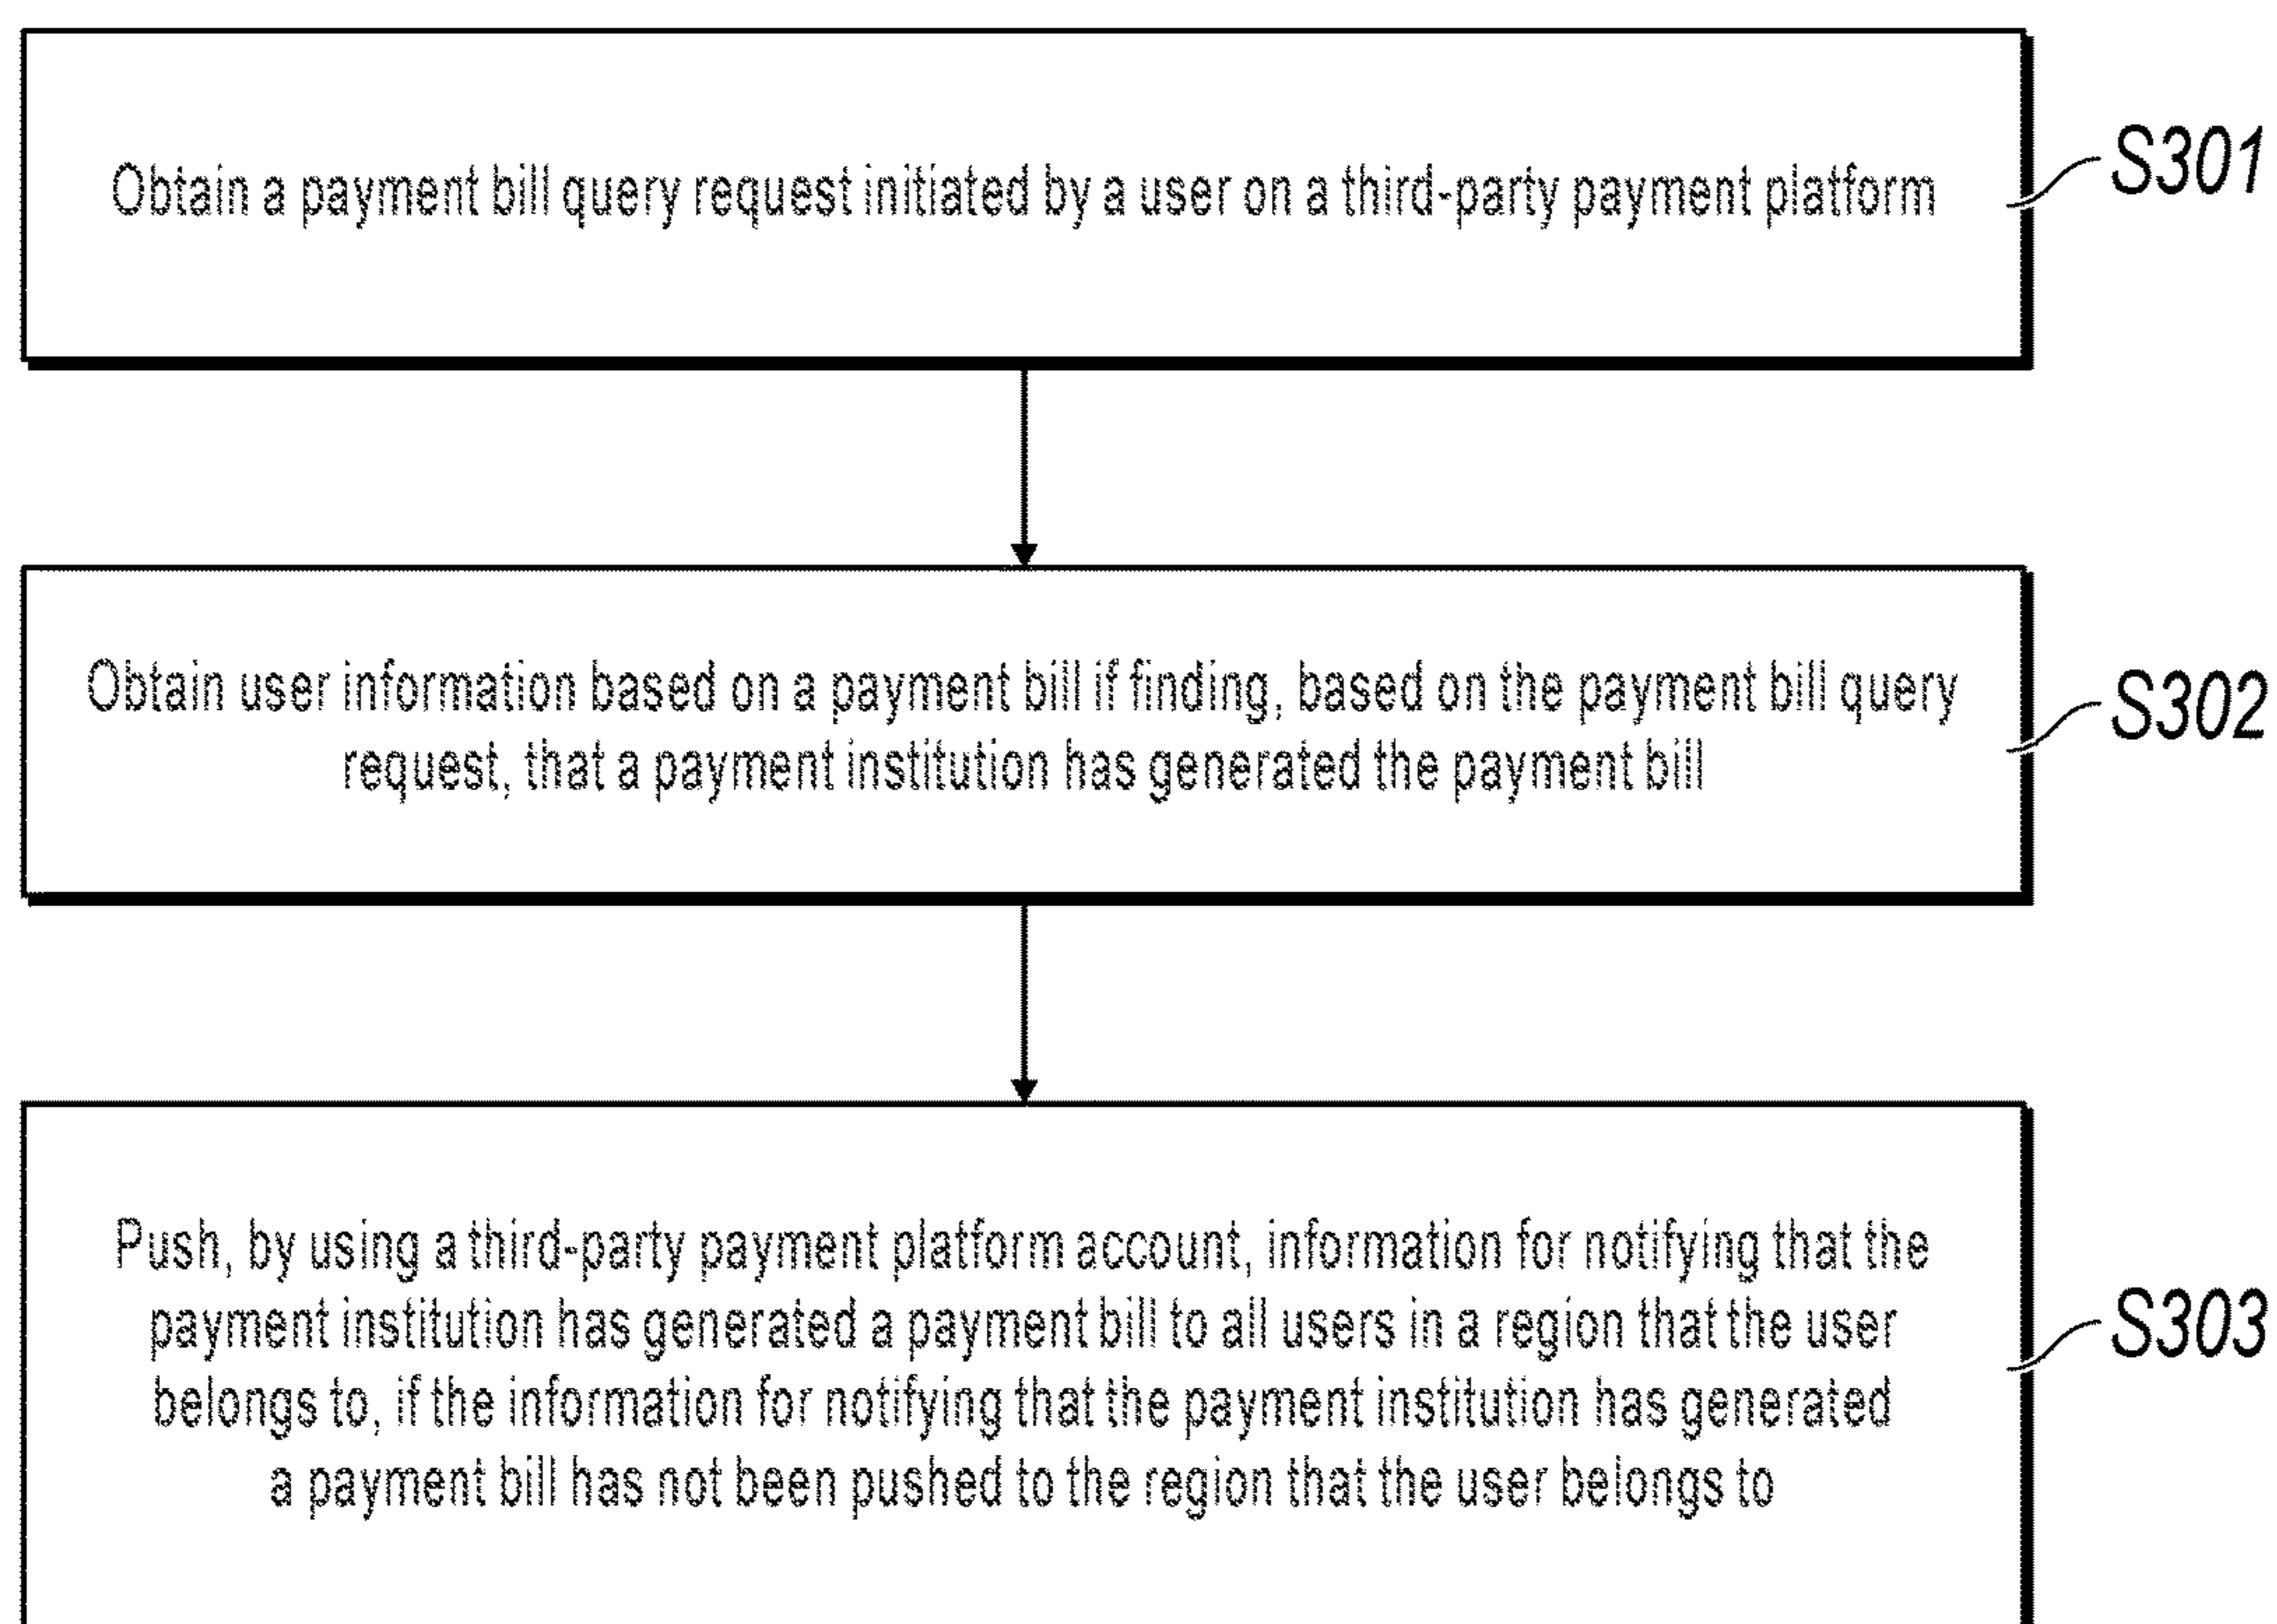 Obtain a payment bill query request initiated by a user on a third-party payment platform
S301
Obtain user information based on a payment bill if finding, based on the payment bill query
request, that a payment institution has generated the payment bill
S302
Push, by using a third-party payment platform account, information for notifying that the
payment institution has generated a payment bill to all users in a region that the user
belongs to, if the information for notifying that the payment institution has generated
a payment bill has not been pushed to the region that the user belongs to
S303